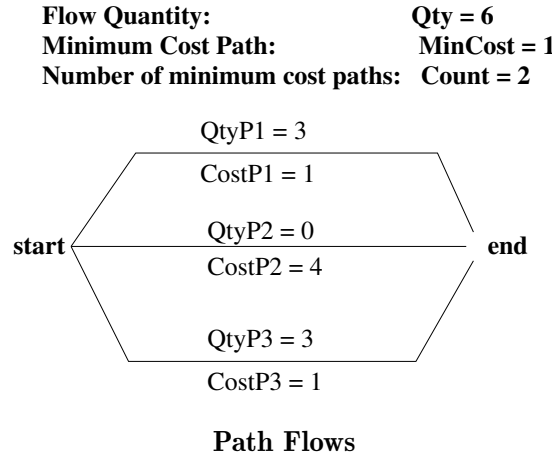 Flow Quantity: Qty = 6
Minimum Cost Path: MinCost = 1
Number of minimum cost paths: Count = 2
QtyP1 = 3
CostP1 = 1
QtyP2 = 0
start end
CostP2 = 4
QtyP3 = 3
CostP3 = 1
Path Flows